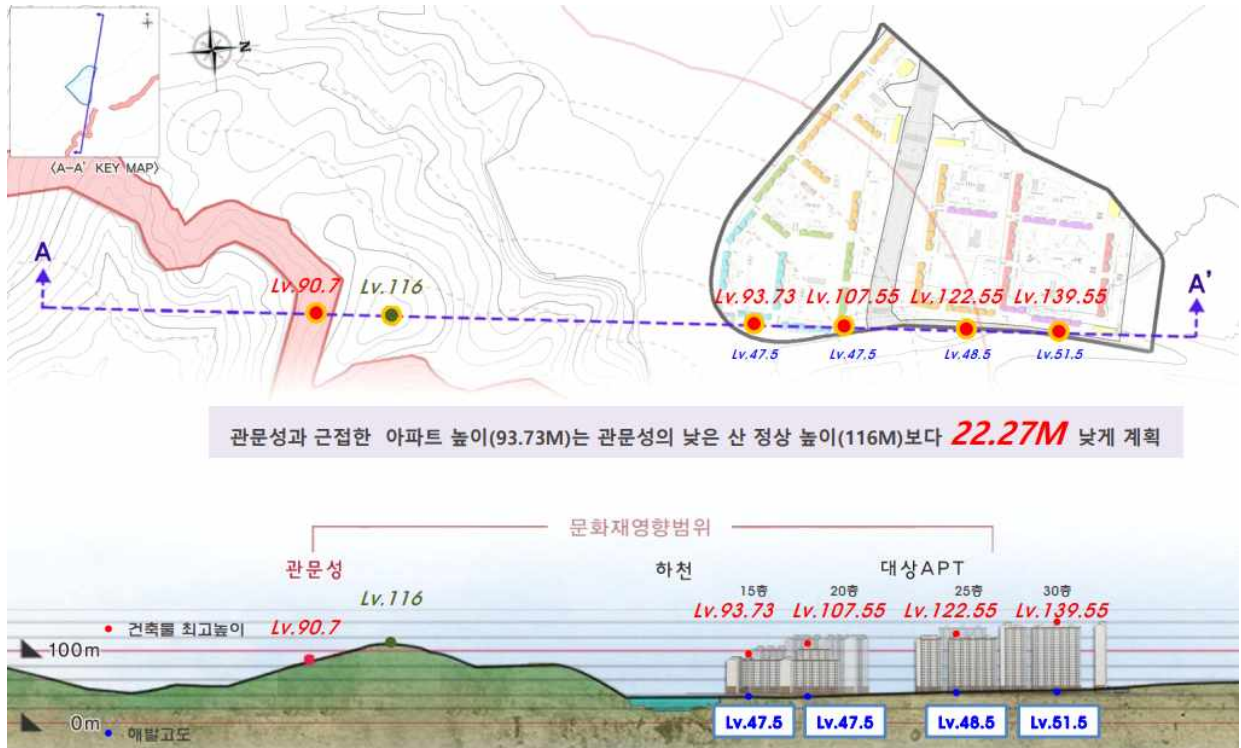 N
〈A-A' KEY MAP〉
A
Lv.90.7
Lv.116
Lv.93.73 Lv.107.55 Lv.122.55 Lv.139.55
A'
Lv.47.5 Lv.47.5 Lv.48.5 Lv.51.5
관문성과 근접한 아파트 높이(93.73M)는 관문성의 낮은 산 정상 높이(116M)보다 22.27M 낮게 계획
문화재영향범위
관문성 하천 대상APT
Lv.116
15층 20층 25층 30층
Lv.93.73 Lv.107.55 Lv.122.55 Lv.139.55
건축물 최고높이 Lv.90.7
100m
0m
해발고도
Lv.47.5 Lv.47.5 Lv.48.5 Lv.51.5